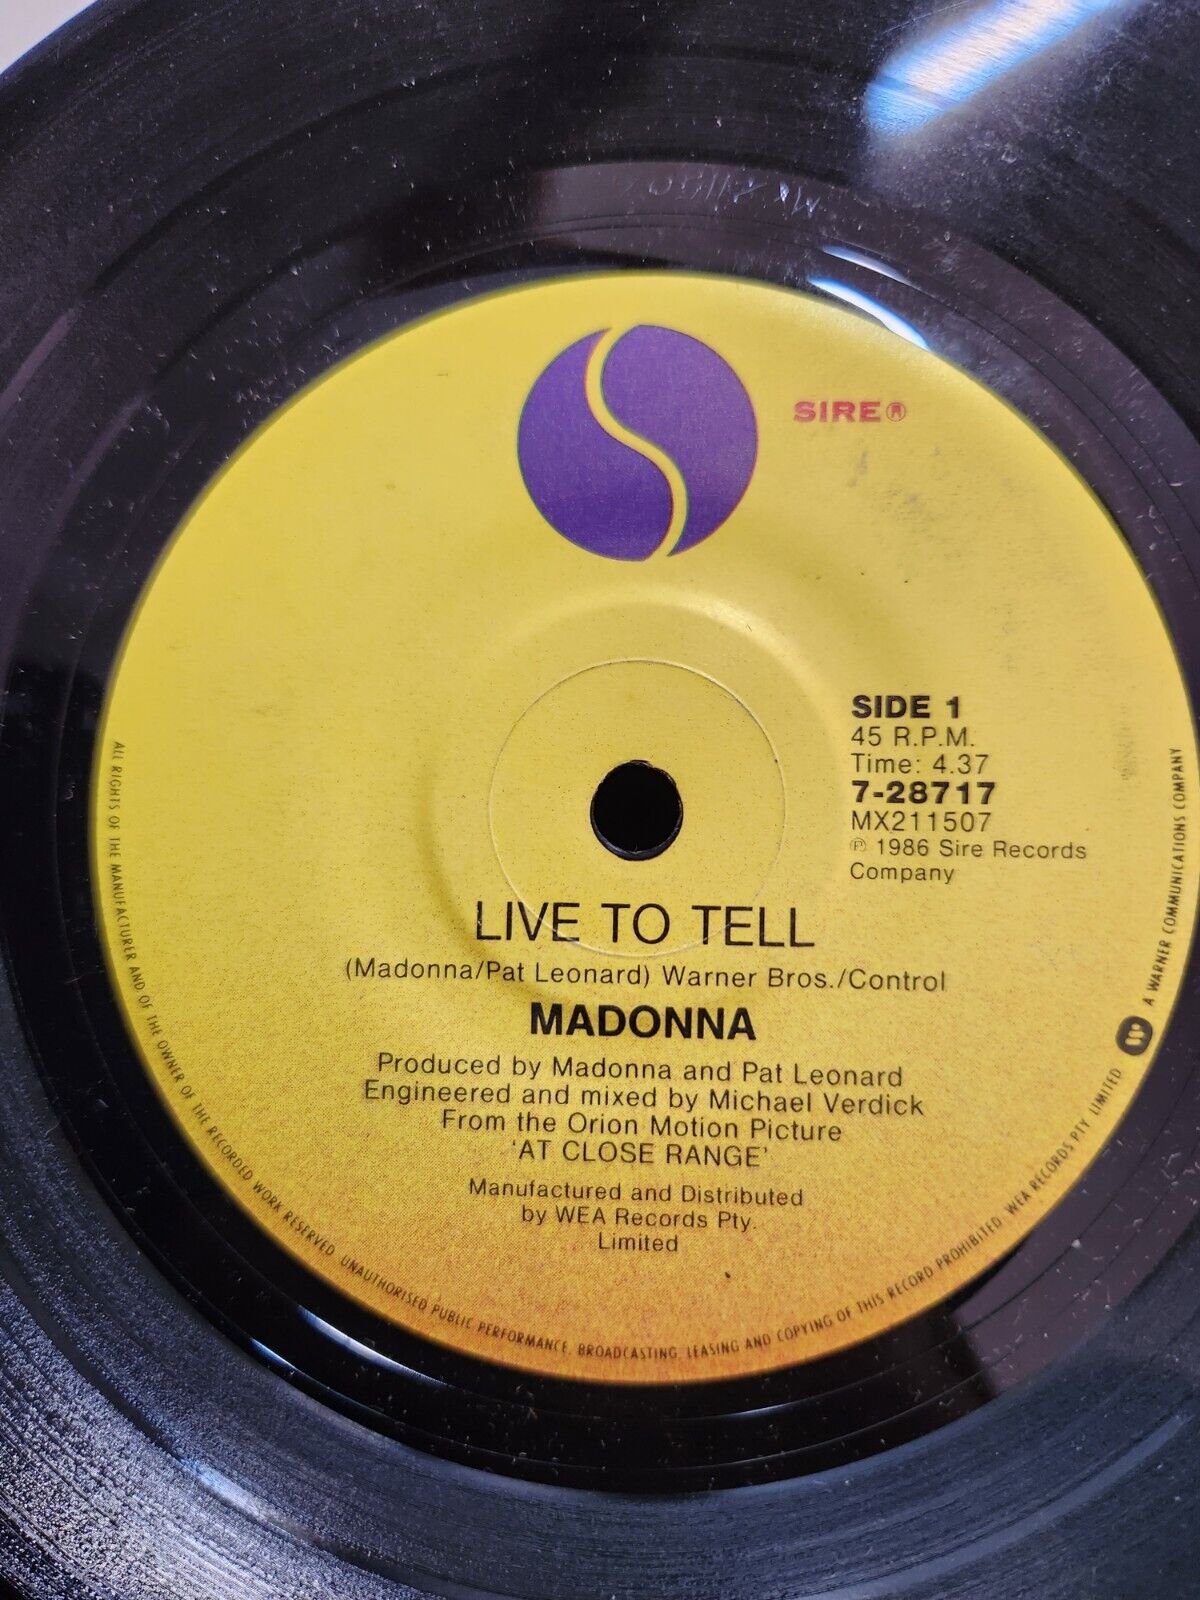 SIRE®
SIDE 1
45 R.P.M.
Time: 4.37
7-28717
MX211507
℗ 1986 Sire Records
Company
LIVE TO TELL
(Madonna/Pat Leonard) Warner Bros./Control
MADONNA
Produced by Madonna and Pat Leonard
Engineered and mixed by Michael Verdick
From the Orion Motion Picture
'AT CLOSE RANGE'
Manufactured and Distributed
by WEA Records Pty.
Limited
ALL RIGHTS OF THE MANUFACTURER AND OF THE OWNER OF THE RECORDED WORK RESERVED. UNAUTHORISED PUBLIC PERFORMANCE, BROADCASTING, LEASING AND COPYING OF THIS RECORD PROHIBITED. WEA RECORDS PTY. LIMITED A WARNER COMMUNICATIONS COMPANY